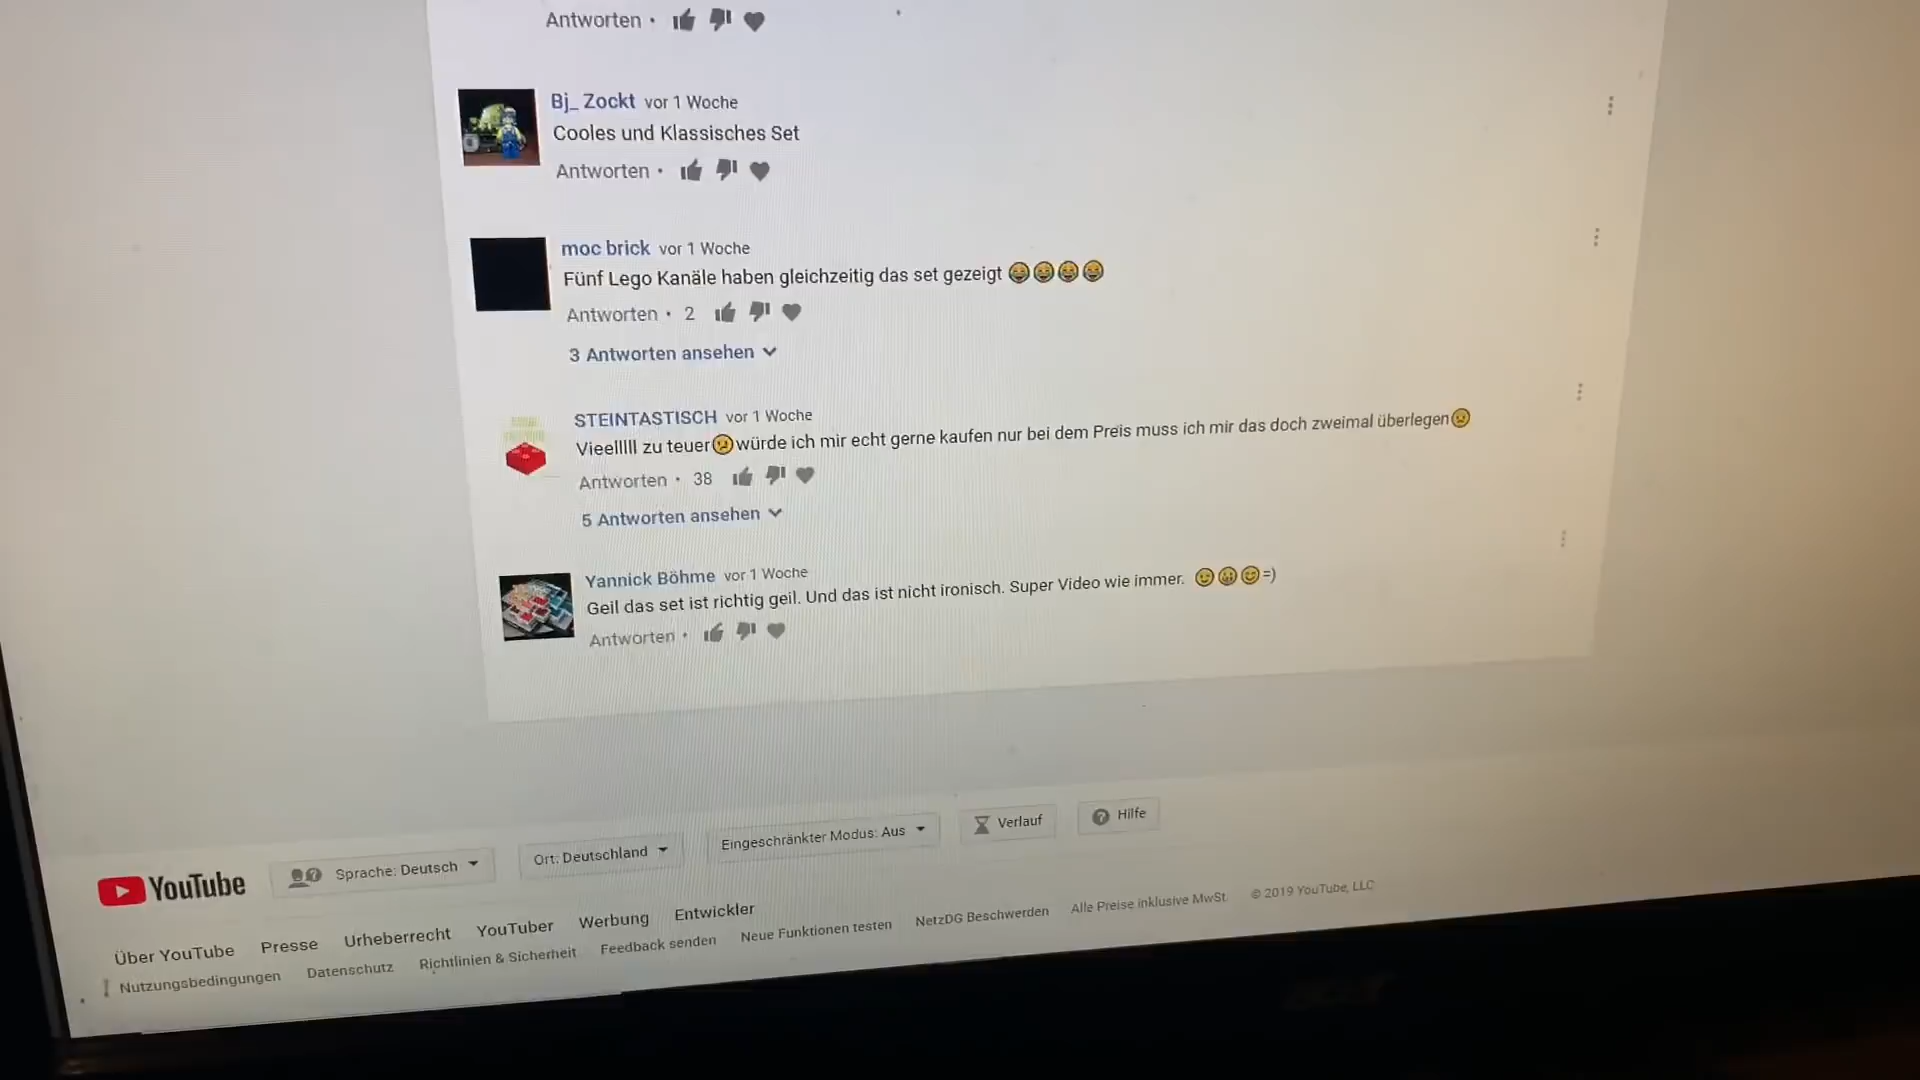 Antworten •
Bj_ Zockt vor 1 Woche
Cooles und Klassisches Set
Antworten •
moc brick vor 1 Woche
Fünf Lego Kanäle haben gleichzeitig das set gezeigt 😂😂😂😂
Antworten • 2
3 Antworten ansehen
STEINTASTISCH vor 1 Woche
Vieelllll zu teuer😕würde ich mir echt gerne kaufen nur bei dem Preis muss ich mir das doch zweimal überlegen😕
Antworten • 38
5 Antworten ansehen
Yannick Böhme vor 1 Woche
Geil das set ist richtig geil. Und das ist nicht ironisch. Super Video wie immer. 😉😀😊=)
Antworten •
YouTube Sprache: Deutsch Ort: Deutschland Eingeschränkter Modus: Aus Verlauf Hilfe
Über YouTube Presse Urheberrecht YouTuber Werbung Entwickler
Nutzungsbedingungen Datenschutz Richtlinien & Sicherheit Feedback senden Neue Funktionen testen NetzDG Beschwerden Alle Preise inklusive MwSt. © 2019 YouTube, LLC
acer